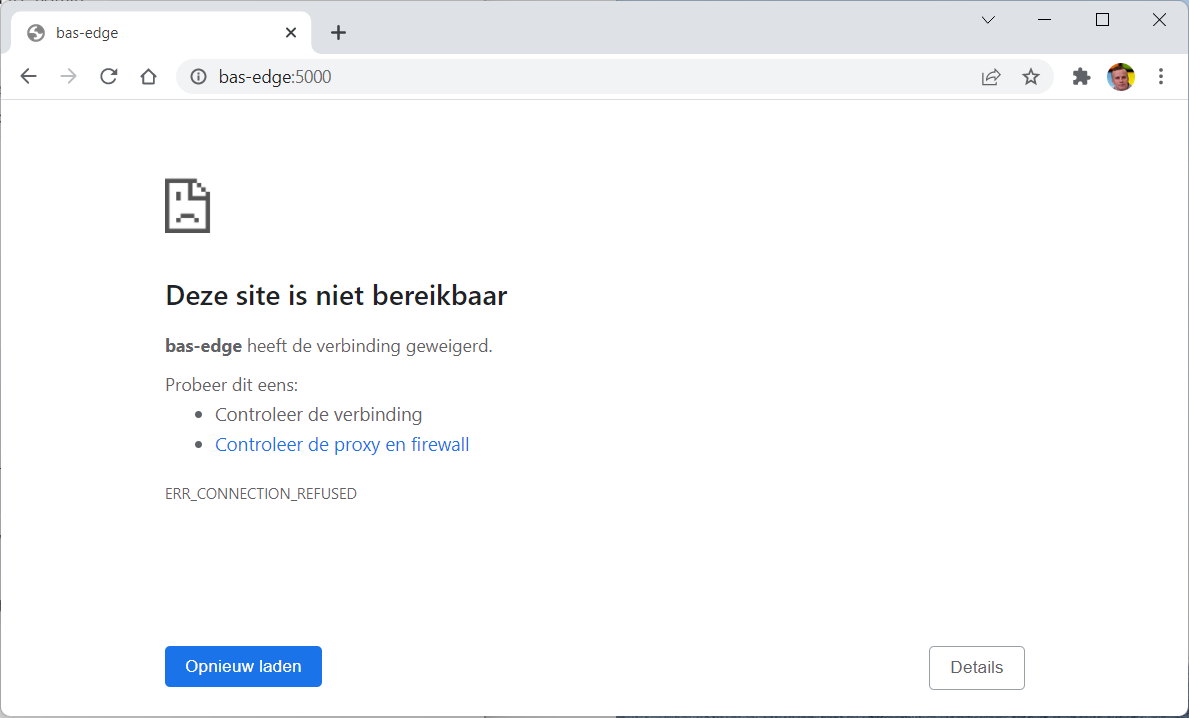 bas-edge
bas-edge:5000
Deze site is niet bereikbaar
bas-edge heeft de verbinding geweigerd.
Probeer dit eens:
Controleer de verbinding
Controleer de proxy en firewall
ERR_CONNECTION_REFUSED
Opnieuw laden
Details